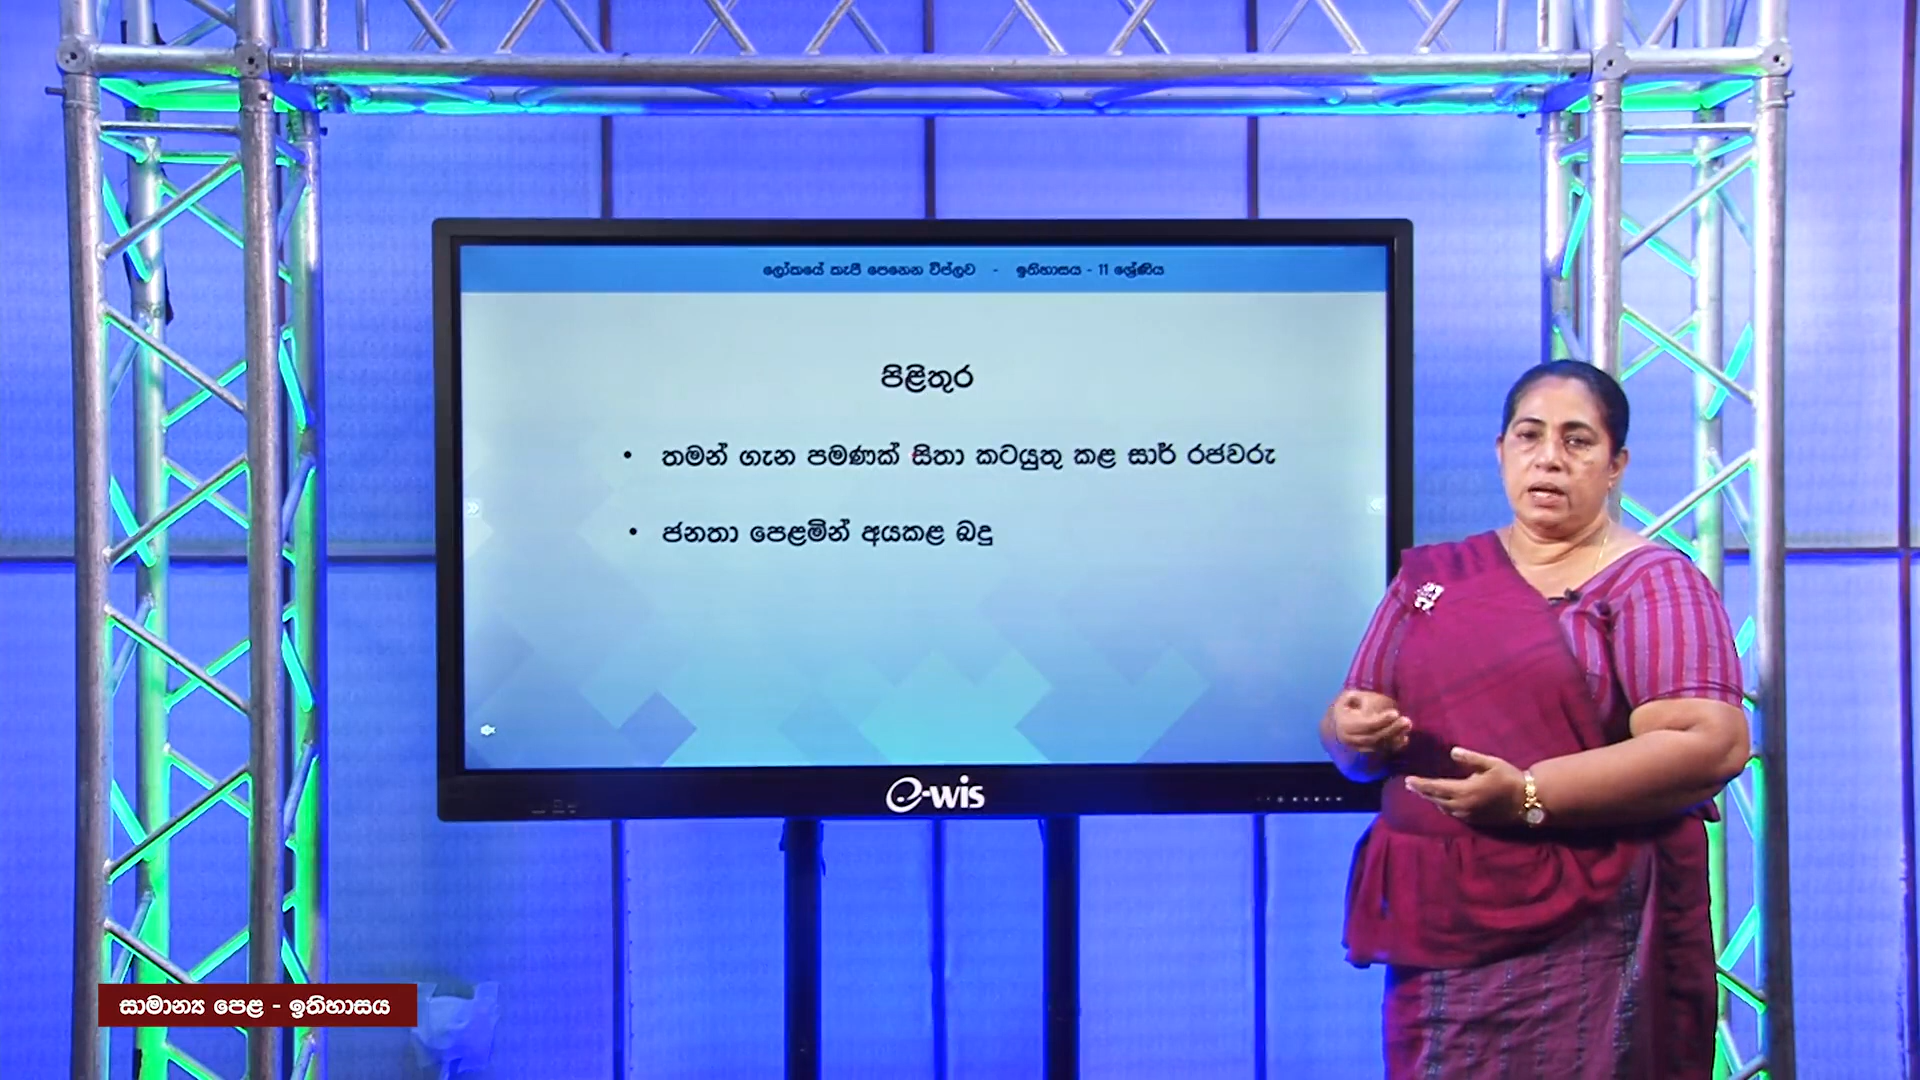 ලෝකයේ කැපී පෙනෙන විප්ලව - ඉතිහාසය - 11 ශ්‍රේණිය
පිළිතුර
• තමන් ගැන පමණක් සිතා කටයුතු කළ සාර් රජවරු
• ජනතා පෙළමින් අයකළ බදු
e-wis
සාමාන්‍ය පෙළ - ඉතිහාසය